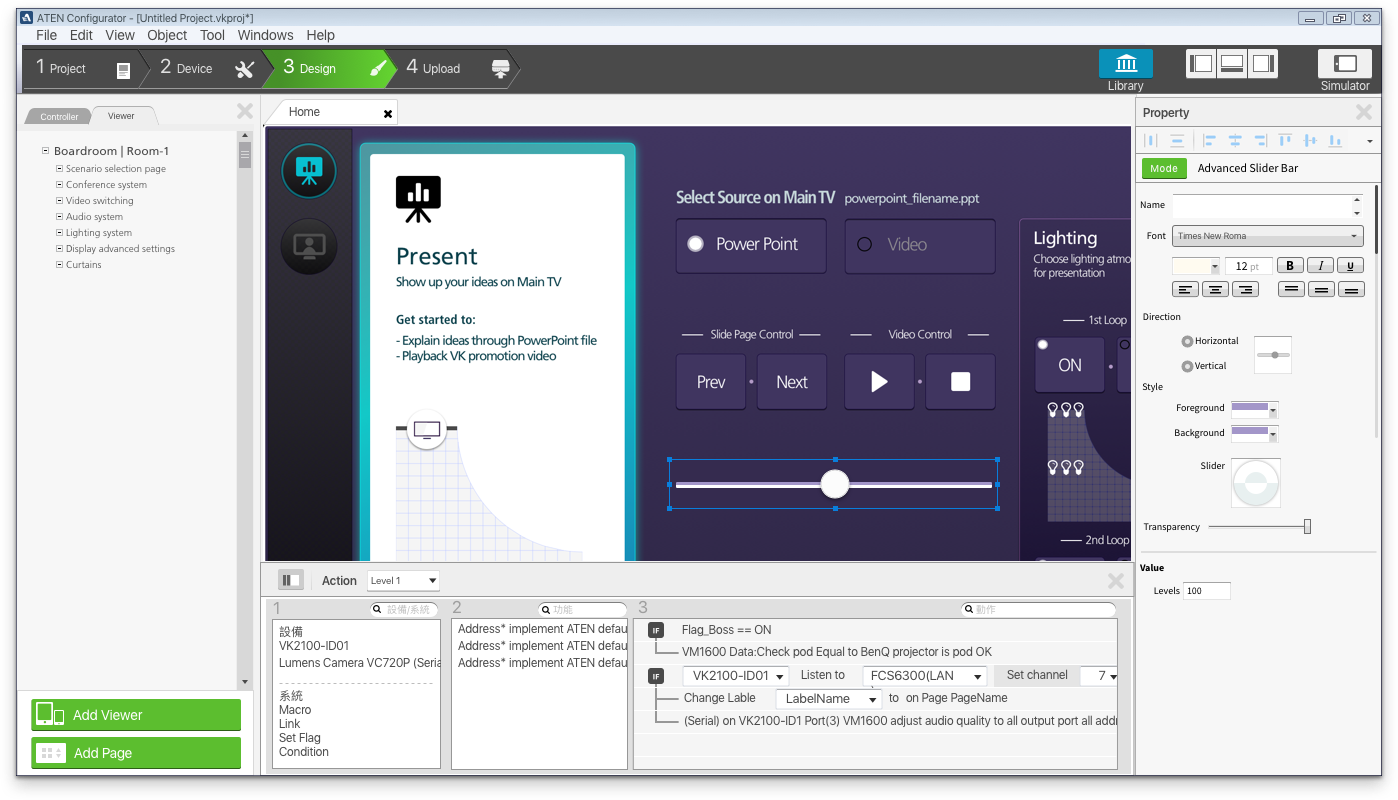 ATEN Configurator - [Untitled Project.vkproj*]
File Edit View Object Tool Windows Help
1 Project
2 Device
3 Design
4 Upload
Library
Simulator
Controller
Viewer
Boardroom | Room-1
Scenario selection page
Conference system
Video switching
Audio system
Lighting system
Display advanced settings
Curtains
Add Viewer
Add Page
Home
Present
Show up your ideas on Main TV
Get started to:
- Explain ideas through PowerPoint file
- Playback VK promotion video
Select Source on Main TV powerpoint_filename.ppt
Power Point
Video
Slide Page Control
Video Control
Prev
Next
Lighting
Choose lighting atmo
for presentation
1st Loop
ON
2nd Loop
Action
Level 1
1
設備/系統
2
功能
3
動作
設備
VK2100-ID01
Lumens Camera VC720P (Seria
系統
Macro
Link
Set Flag
Condition
Address* implement ATEN defau
Address* implement ATEN defau
Address* implement ATEN defau
IF Flag_Boss == ON
VM1600 Data:Check pod Equal to BenQ projector is pod OK
IF VK2100-ID01 Listen to FCS6300(LAN Set channel 7
Change Lable LabelName to on Page PageName
(Serial) on VK2100-ID1 Port(3) VM1600 adjust audio quality to all output port all addr
Property
Mode
Advanced Slider Bar
Name
Font Times New Roma
12 pt B I U
Direction
Horizontal
Vertical
Style
Foreground
Background
Slider
Transparency
Value
Levels 100